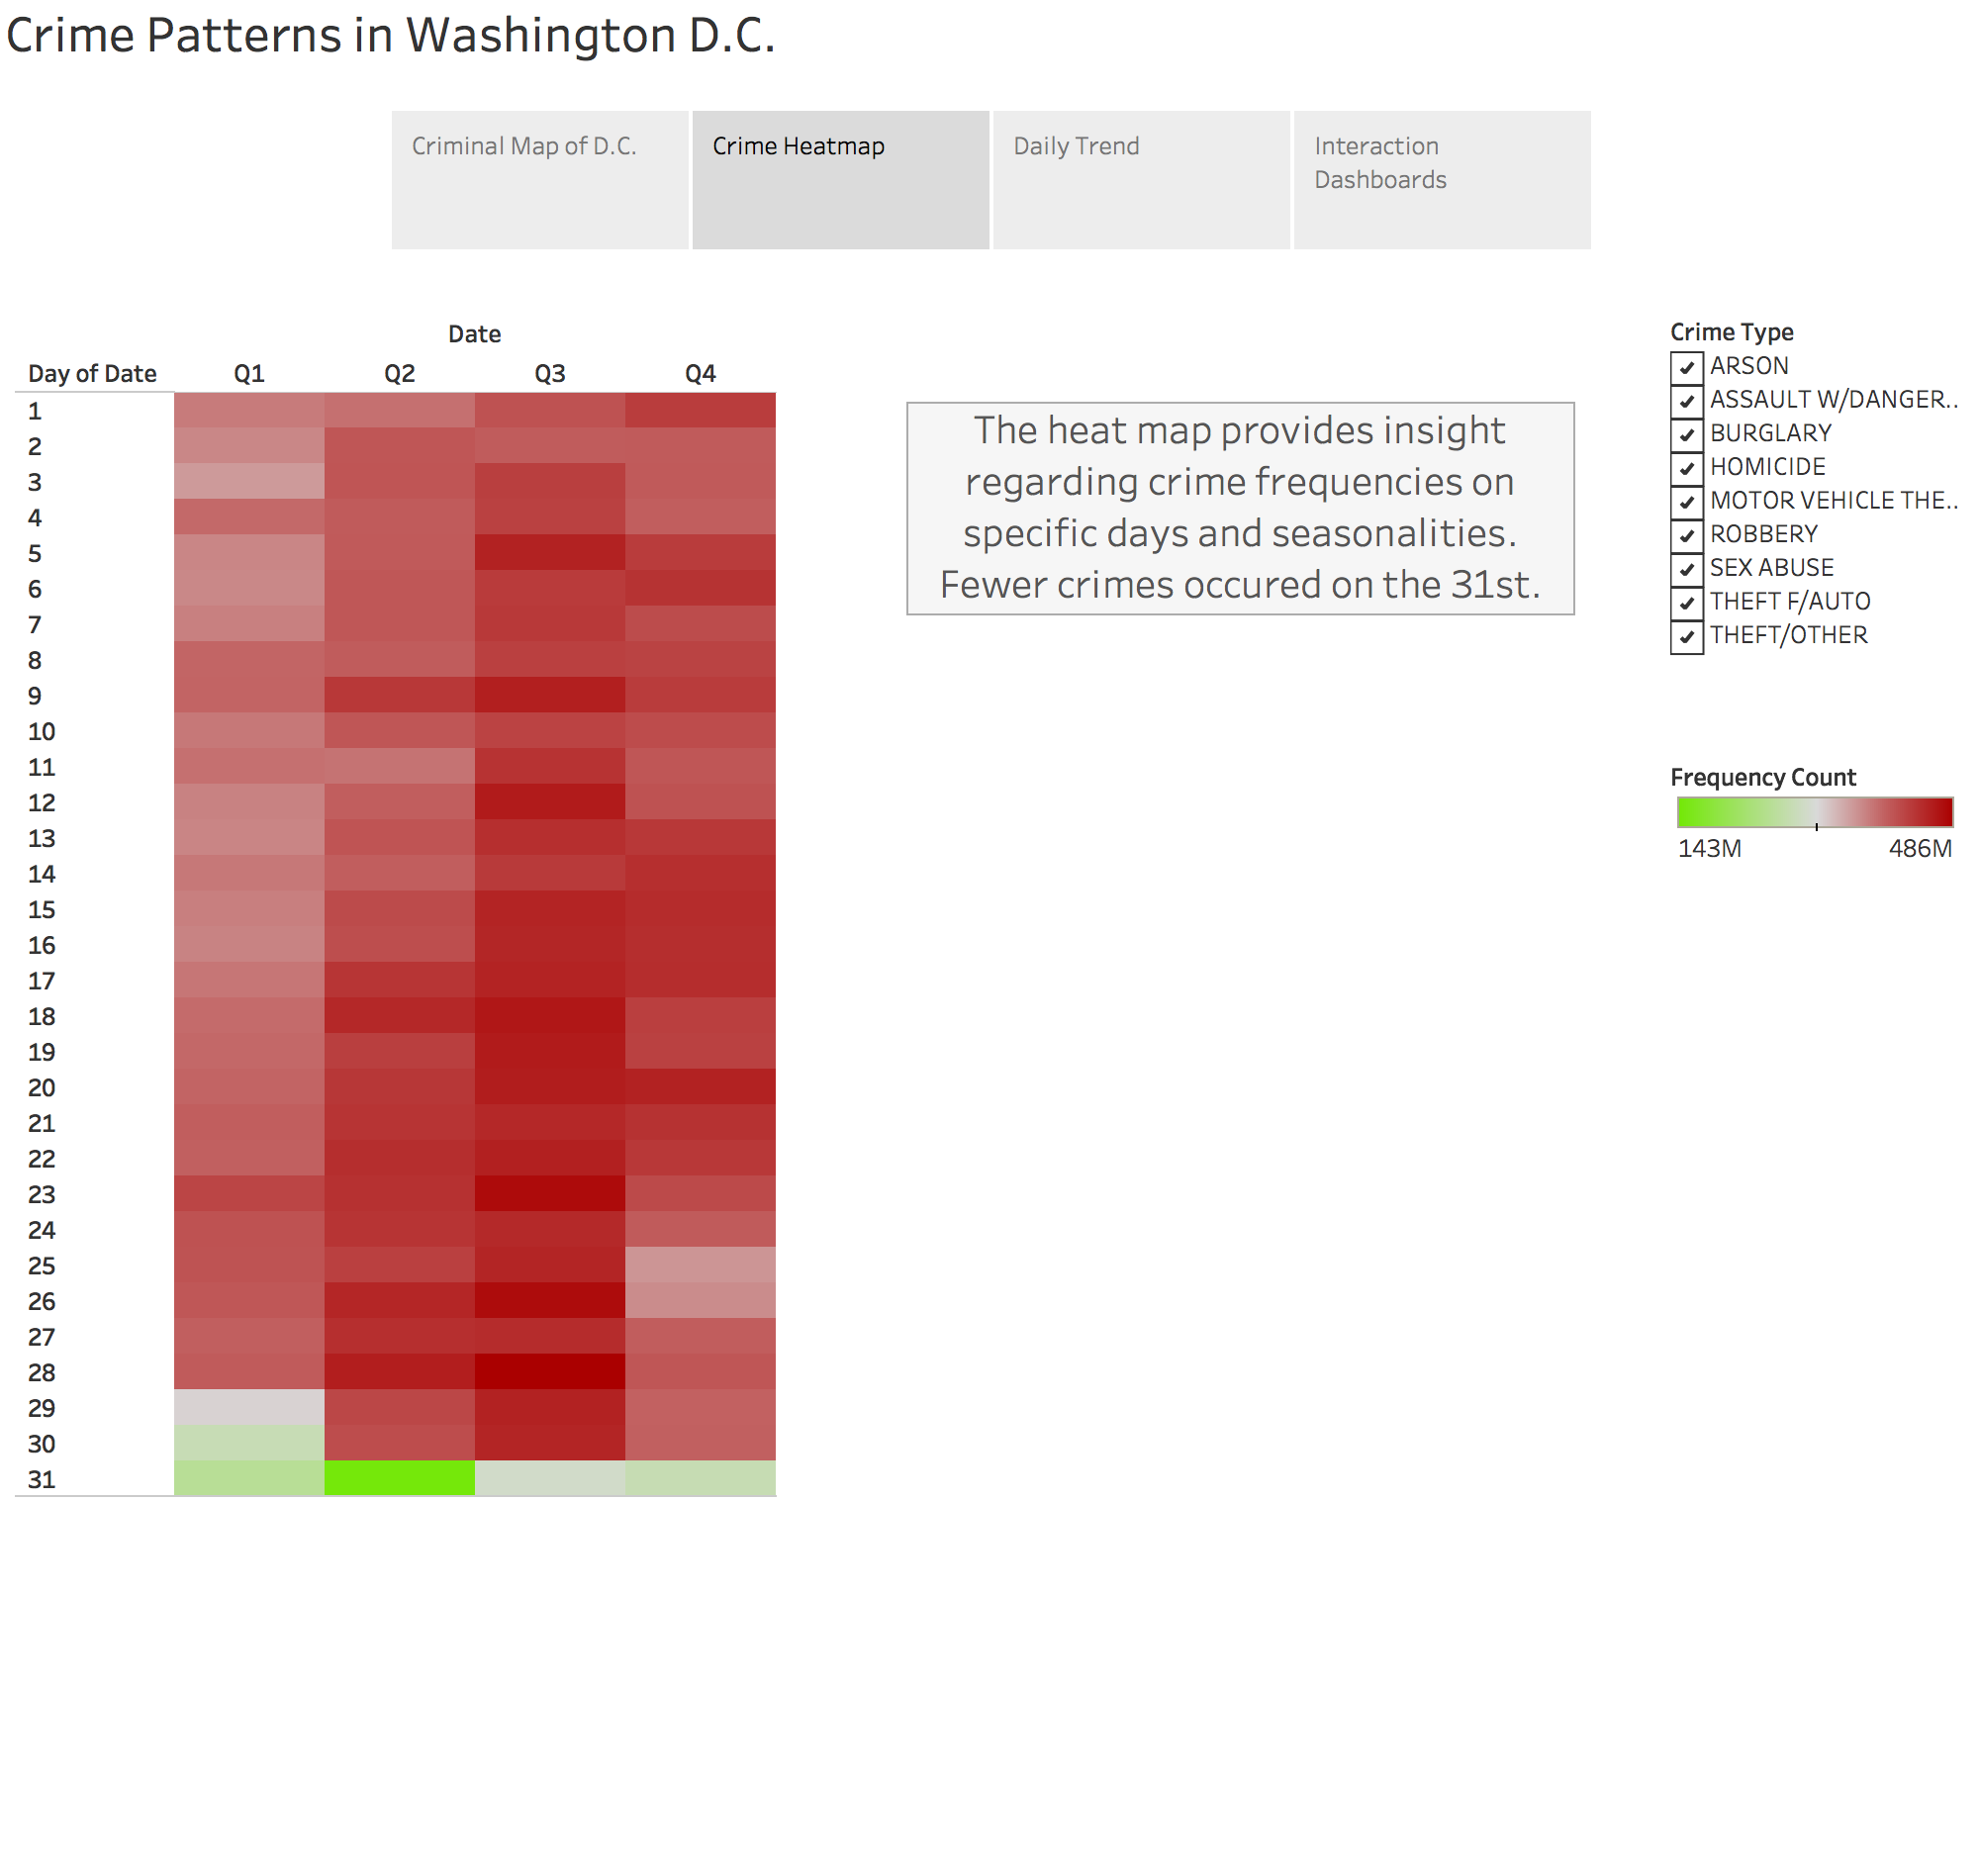 Crime Patterns in Washington D.C.
Criminal Map of D.C.
Crime Heatmap
Daily Trend
Interaction
Dashboards
Date
Day of Date Q1 Q2 Q3 Q4
1
2
3
4
5
6
7
8
9
10
11
12
13
14
15
16
17
18
19
20
21
22
23
24
25
26
27
28
29
30
31
The heat map provides insight
regarding crime frequencies on
specific days and seasonalities.
Fewer crimes occured on the 31st.
Crime Type
ARSON
ASSAULT W/DANGER..
BURGLARY
HOMICIDE
MOTOR VEHICLE THE..
ROBBERY
SEX ABUSE
THEFT F/AUTO
THEFT/OTHER
Frequency Count
143M 486M